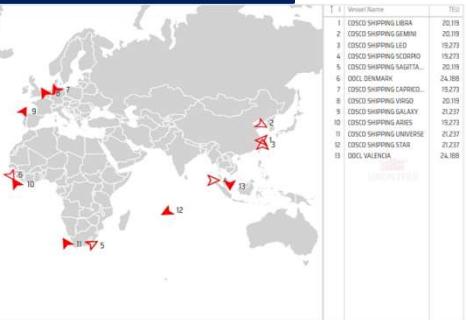 Vessel Name TEU
1 COSCO SHIPPING LIBRA 20,119
2 COSCO SHIPPING GEMINI 20,119
3 COSCO SHIPPING LEO 19,273
4 COSCO SHIPPING SCORPIO 19,273
5 COSCO SHIPPING SAGITTA... 20,119
6 OOCL DENMARK 24,188
7 COSCO SHIPPING CAPRICO... 19,273
8 COSCO SHIPPING VIRGO 20,119
9 COSCO SHIPPING GALAXY 21,237
10 COSCO SHIPPING ARIES 19,273
11 COSCO SHIPPING UNIVERSE 21,237
12 COSCO SHIPPING STAR 21,237
13 OOCL VALENCIA 24,188
7
9
2
1
3
6
10
13
12
11
5